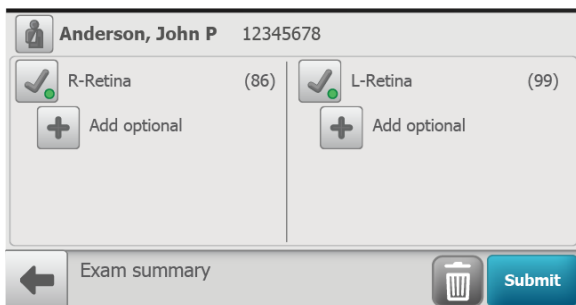 Anderson, John P 12345678
R-Retina (86)
Add optional
L-Retina (99)
Add optional
Exam summary
Submit